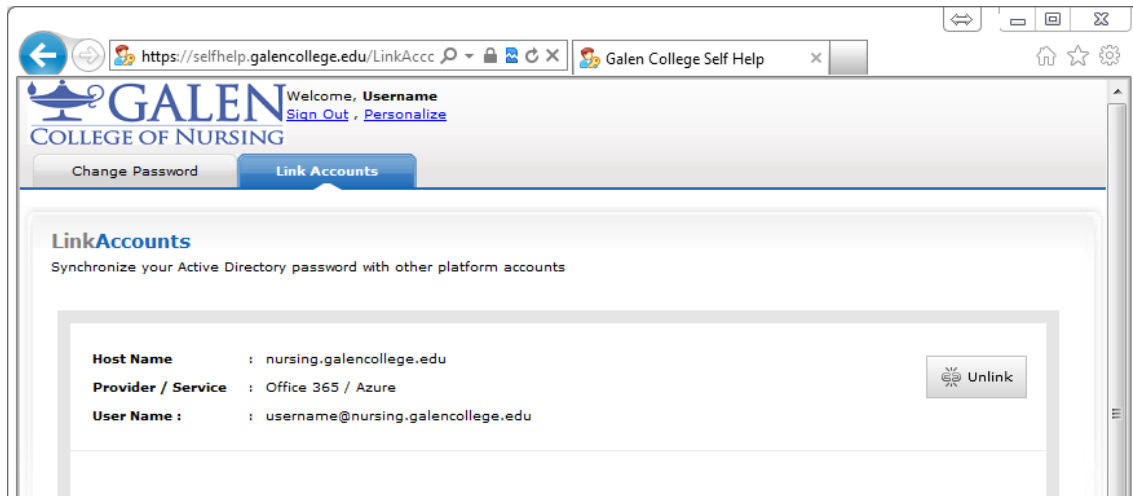 https://selfhelp.galencollege.edu/LinkAccc
Galen College Self Help
GALEN
COLLEGE OF NURSING
Welcome, Username
Sign Out , Personalize
Change Password
Link Accounts
LinkAccounts
Synchronize your Active Directory password with other platform accounts
Host Name : nursing.galencollege.edu
Unlink
Provider / Service : Office 365 / Azure
User Name : : username@nursing.galencollege.edu